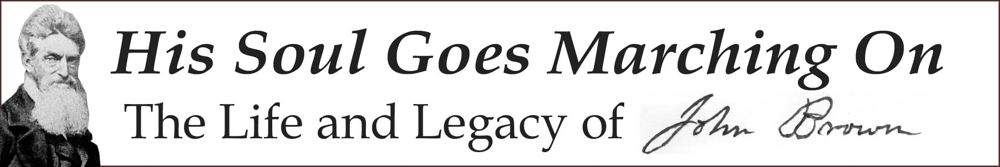 His Soul Goes Marching On
The Life and Legacy of John Brown